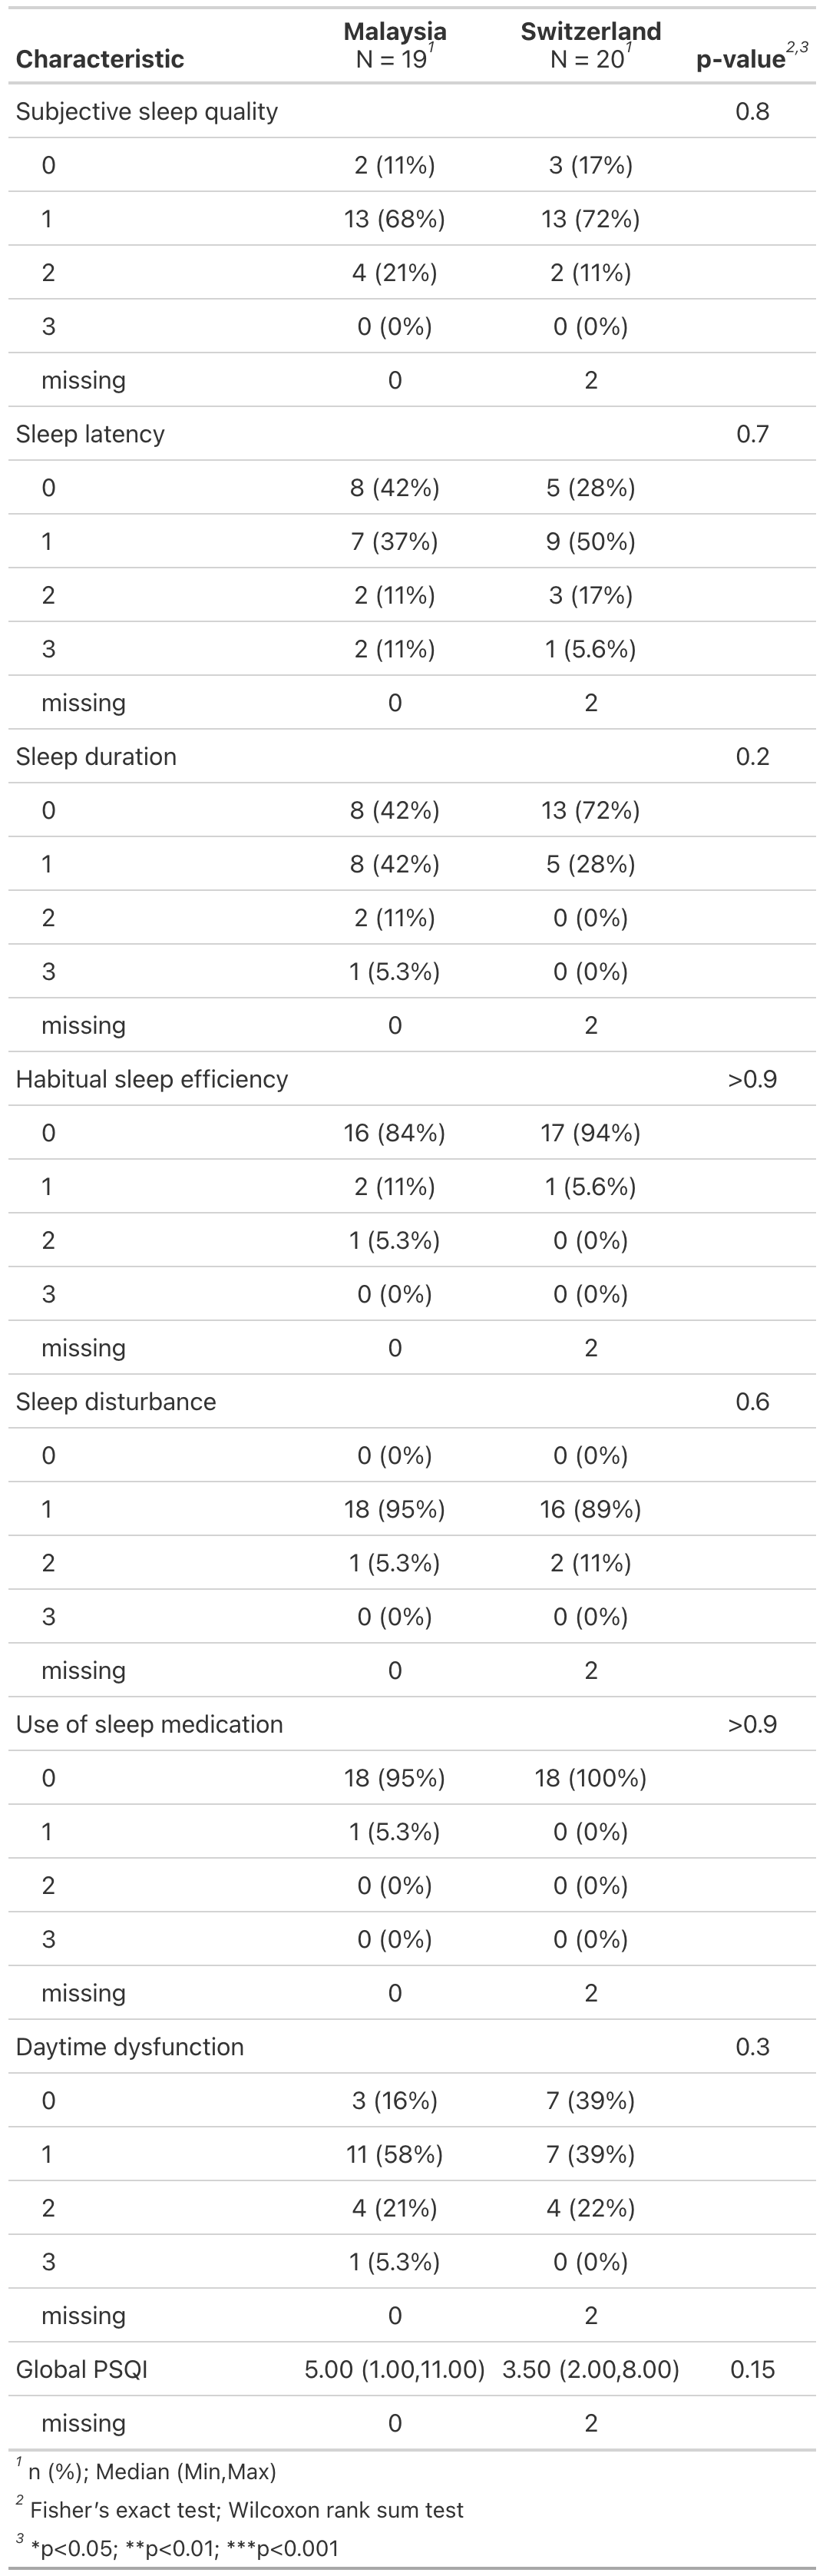 Characteristic Malaysia N = 19¹ Switzerland N = 20¹ p-value²,³
Subjective sleep quality 0.8
0 2 (11%) 3 (17%)
1 13 (68%) 13 (72%)
2 4 (21%) 2 (11%)
3 0 (0%) 0 (0%)
missing 0 2
Sleep latency 0.7
0 8 (42%) 5 (28%)
1 7 (37%) 9 (50%)
2 2 (11%) 3 (17%)
3 2 (11%) 1 (5.6%)
missing 0 2
Sleep duration 0.2
0 8 (42%) 13 (72%)
1 8 (42%) 5 (28%)
2 2 (11%) 0 (0%)
3 1 (5.3%) 0 (0%)
missing 0 2
Habitual sleep efficiency >0.9
0 16 (84%) 17 (94%)
1 2 (11%) 1 (5.6%)
2 1 (5.3%) 0 (0%)
3 0 (0%) 0 (0%)
missing 0 2
Sleep disturbance 0.6
0 0 (0%) 0 (0%)
1 18 (95%) 16 (89%)
2 1 (5.3%) 2 (11%)
3 0 (0%) 0 (0%)
missing 0 2
Use of sleep medication >0.9
0 18 (95%) 18 (100%)
1 1 (5.3%) 0 (0%)
2 0 (0%) 0 (0%)
3 0 (0%) 0 (0%)
missing 0 2
Daytime dysfunction 0.3
0 3 (16%) 7 (39%)
1 11 (58%) 7 (39%)
2 4 (21%) 4 (22%)
3 1 (5.3%) 0 (0%)
missing 0 2
Global PSQI 5.00 (1.00,11.00) 3.50 (2.00,8.00) 0.15
missing 0 2
¹ n (%); Median (Min,Max)
² Fisher's exact test; Wilcoxon rank sum test
³ *p<0.05; **p<0.01; ***p<0.001